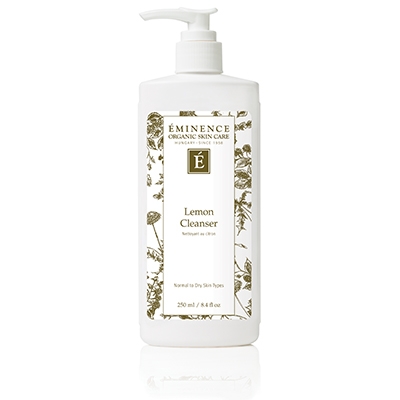 ÉMINENCE
ORGANIC SKIN CARE
HUNGARY - SINCE 1958
É
Lemon
Cleanser
Nettoyant au citron
Normal to Dry Skin Types
250 ml / 8.4 fl oz